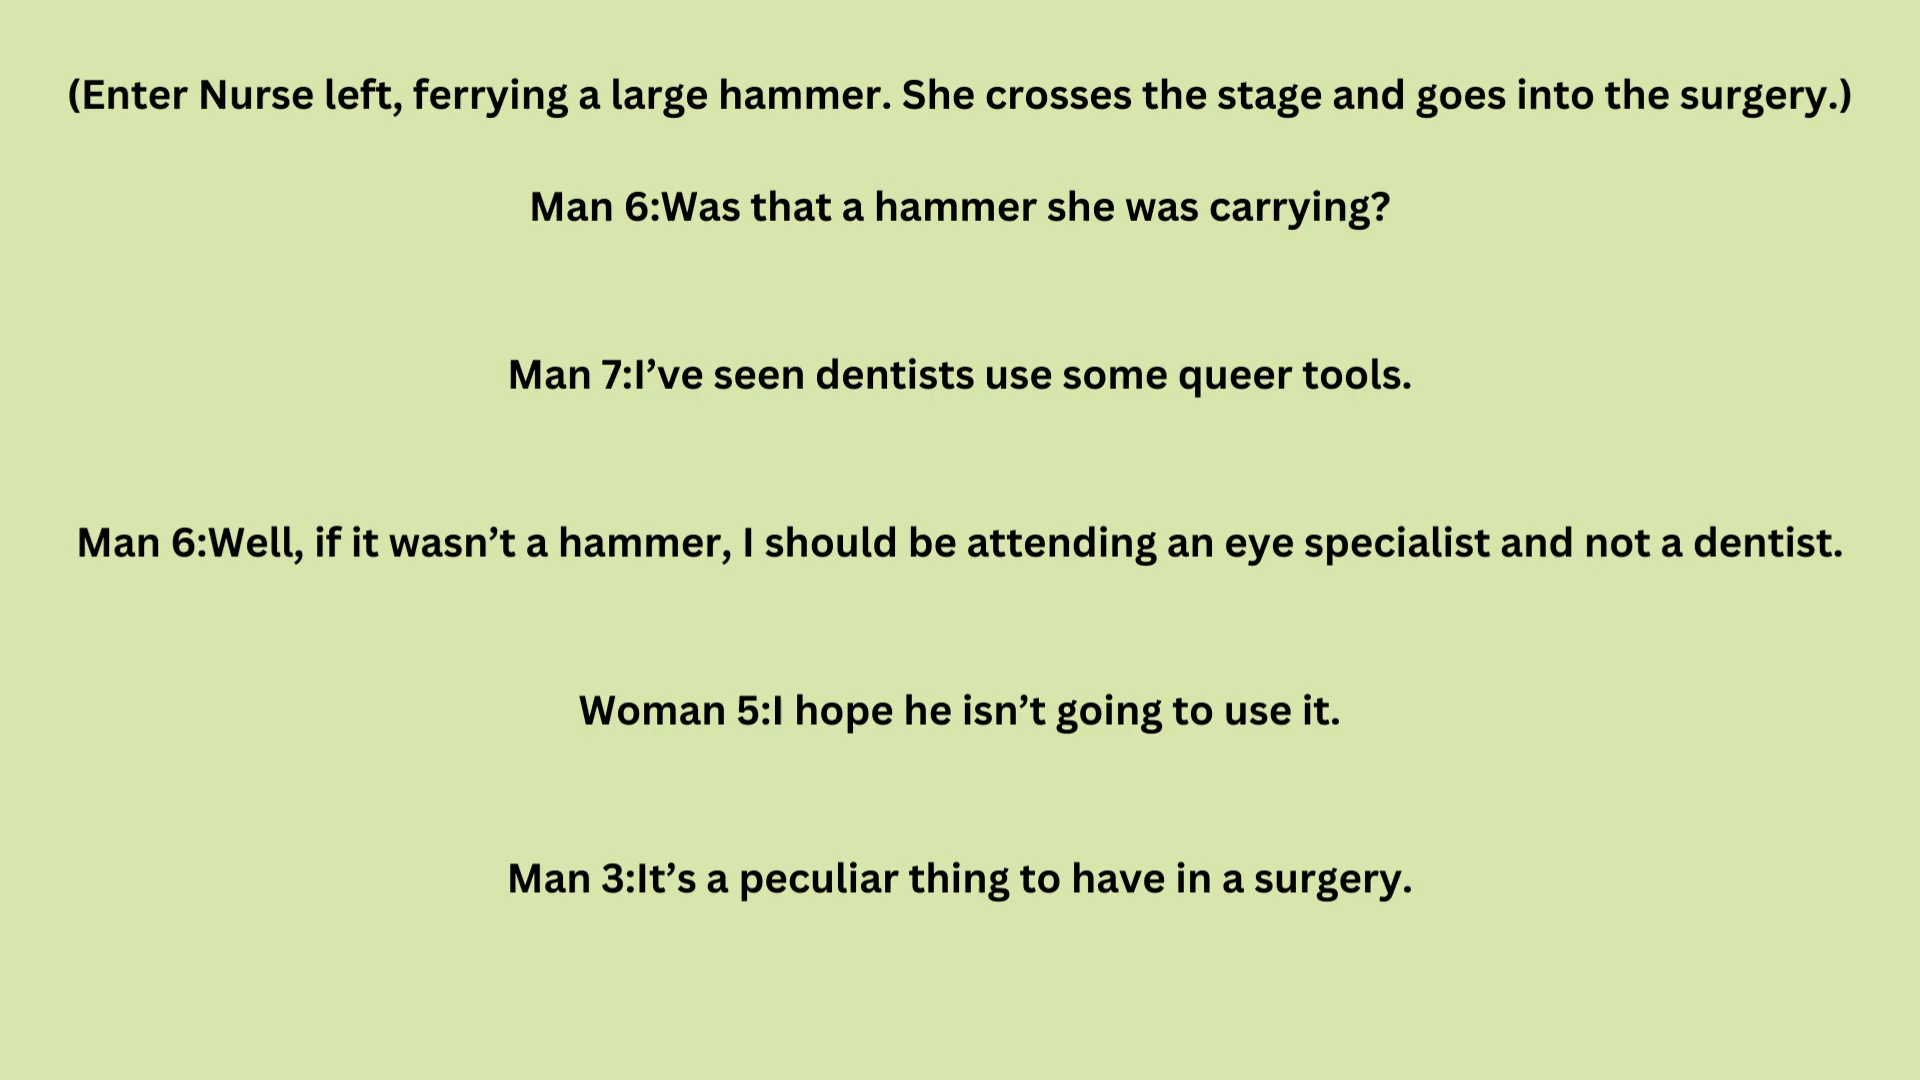 (Enter Nurse left, ferrying a large hammer. She crosses the stage and goes into the surgery.)
Man 6:Was that a hammer she was carrying?
Man 7:I’ve seen dentists use some queer tools.
Man 6:Well, if it wasn’t a hammer, I should be attending an eye specialist and not a dentist.
Woman 5:I hope he isn’t going to use it.
Man 3:It’s a peculiar thing to have in a surgery.